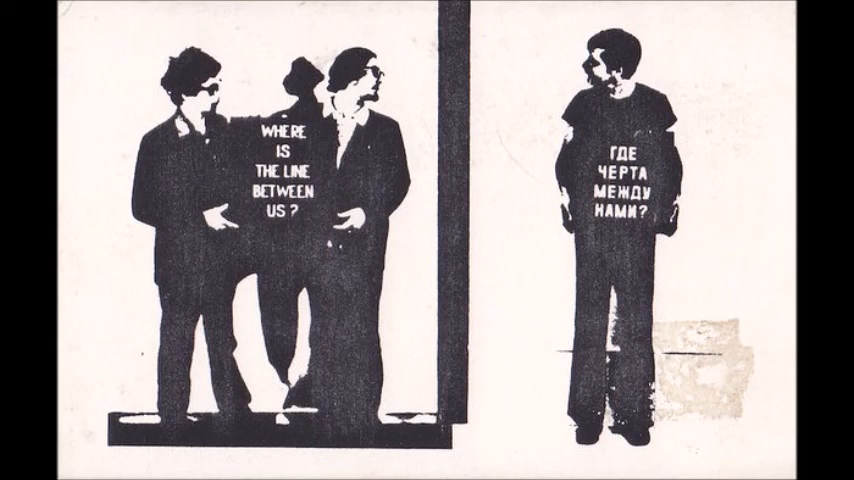 WHERE
IS
THE LINE
BETWEEN
US?
ГДЕ
ЧЕРТА
МЕЖДУ
НАМИ?